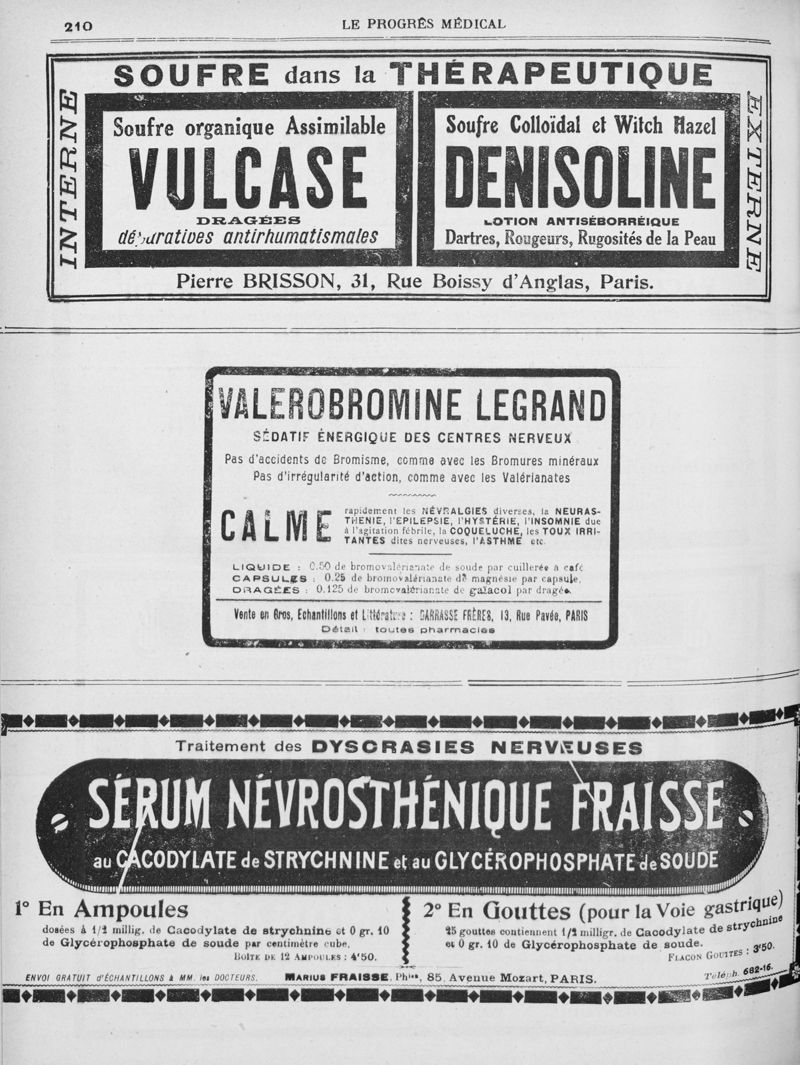 210
LE PROGRÊS MÉDICAL
SOUFRE dans la THÉRAPEUTIQUE
INTERNE
Soufre organique Assimilable
VULCASE
DRAGÉES
dépuratives antirhumatismales
Soufre Colloïdal et Witch Hazel
DENISOLINE
LOTION ANTISÉBORRÉIQUE
Dartres, Rougeurs, Rugosités de la Peau
EXTERNE
Pierre BRISSON, 31, Rue Boissy d'Anglas, Paris.
VALEROBROMINE LEGRAND
SÉDATIF ÉNERGIQUE DES CENTRES NERVEUX
Pas d'accidents de Bromisme, comme avec les Bromures minéraux
Pas d'irrégularité d'action, comme avec les Valérianates
CALME
rapidement les NÉVRALGIES diverses, la NEURAS-
THENIE, l'EPILEPSIE, l'HYSTÉRIE, l'INSOMNIE due
à l'agitation fébrile, la COQUELUCHE, les TOUX IRRI-
TANTES dites nerveuses, l'ASTHME etc.
LIQUIDE : 0.50 de bromovalérianate de soude par cuillerée à café
CAPSULES : 0.25 de bromovalérianate de magnésie par capsule.
DRAGÉES : 0.125 de bromovalérianate de gaïacol par dragée.
Vente en Gros, Echantillons et Littérature : DARRASSE FRÈRES, 13, Rue Pavée, PARIS
Détail : toutes pharmacies
Traitement des DYSCRASIES NERVEUSES
SÉRUM NÉVROSTHÉNIQUE FRAISSE
au CACODYLATE de STRYCHNINE et au GLYCÉROPHOSPHATE de SOUDE
1° En Ampoules
dosées à 1/2 millig. de Cacodylate de strychnine et 0 gr. 10
de Glycérophosphate de soude par centimètre cube.
BOÎTE DE 12 AMPOULES : 4'50.
2° En Gouttes (pour la Voie gastrique)
25 gouttes contiennent 1/2 milligr. de Cacodylate de strychnine
et 0 gr. 10 de Glycérophosphate de soude.
FLACON GOUTTES : 3'50.
ENVOI GRATUIT d'ÉCHANTILLONS à MM. les DOCTEURS.
MARIUS FRAISSE, Phien, 85, Avenue Mozart, PARIS.
Téléph. 682-16.